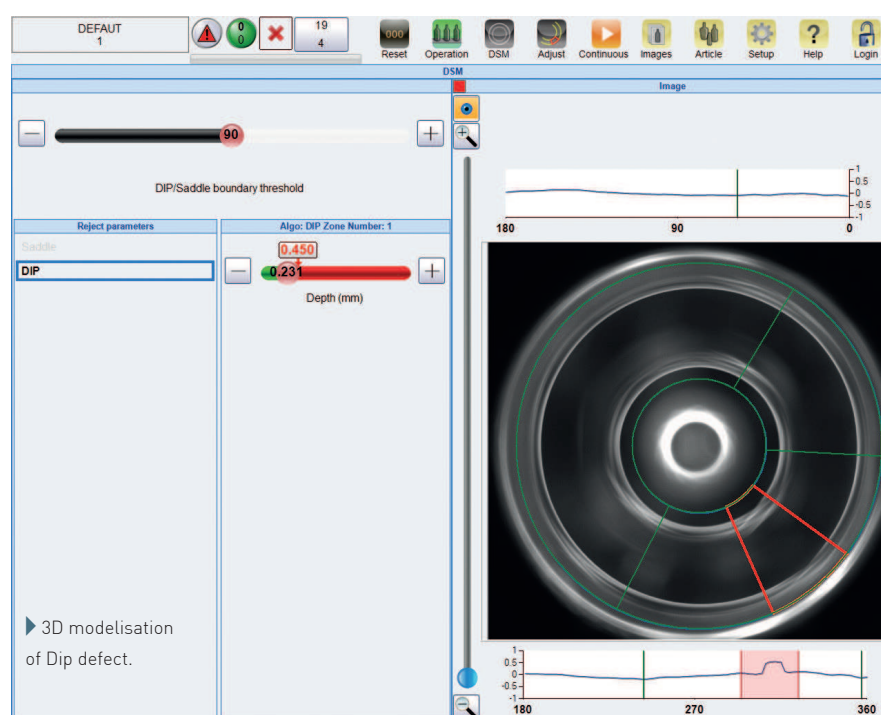 DEFAUT
1
0
0
19
4
000
Reset
Operation
DSM
Adjust
Continuous
Images
Article
Setup
?
Help
Login
DSM
Image
90
DIP/Saddle boundary threshold
1
0.5
0
-0.5
-1
180
90
0
Reject parameters
Saddle
DIP
Algo: DIP Zone Number: 1
0.450
0.231
Depth (mm)
3D modelisation
of Dip defect.
1
0.5
0
-0.5
-1
180
270
360